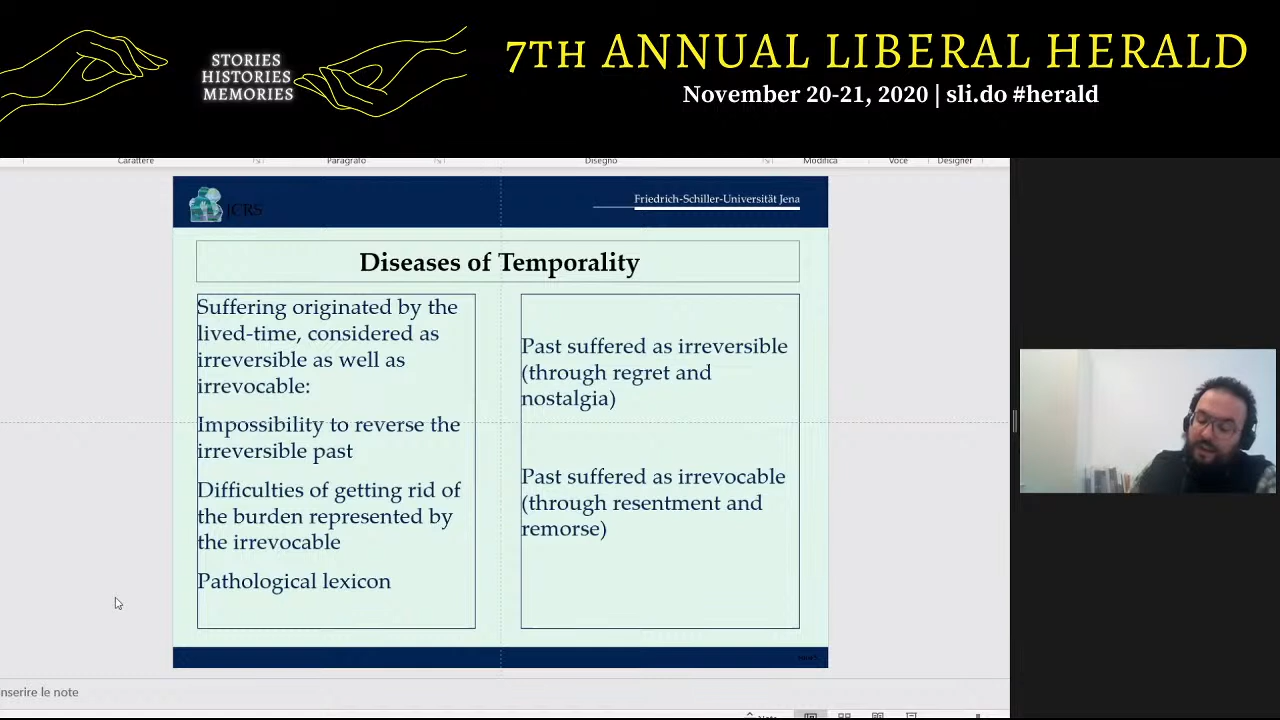 STORIES
HISTORIES
MEMORIES
7TH ANNUAL LIBERAL HERALD
November 20-21, 2020 | sli.do #herald
Carattere
Paragrafo
Disegno
Modifica
Voce
Designer
JCRS
Friedrich-Schiller-Universität Jena
Diseases of Temporality
Suffering originated by the
lived-time, considered as
irreversible as well as
irrevocable:
Impossibility to reverse the
irreversible past
Difficulties of getting rid of
the burden represented by
the irrevocable
Pathological lexicon
Past suffered as irreversible
(through regret and
nostalgia)
Past suffered as irrevocable
(through resentment and
remorse)
nserire le note
Note